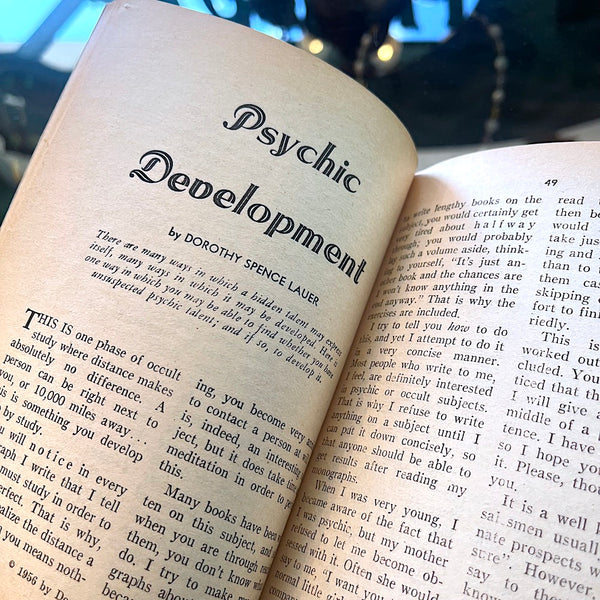 Psychic
Development
by DOROTHY SPENCE LAUER
There are many ways in which a hidden talent may express
itself, many ways in which it may be developed. Here is
one way in which you may be able to find whether you have
unsuspected psychic talent; and if so, to develop it.
THIS IS one phase of occult
study where distance makes
absolutely no difference. A
person can be right next to
you, or 10,000 miles away . . .
is something you develop
by study.
will notice in every
I write that I tell
must study in order to
That is why,
the distance a
you means noth-
© 1956 by
ing, you become very
to contact a person
is, indeed, an interesting
ject, but it does take
meditation in order to
this.
Many books have been
ten on this subject, and
when you are through
them, you don't know
do. I try to make my
graphs about
49
to write lengthy books on the
subject, you would certainly get
very tired about halfway
through; you would probably
lay such a volume aside, think-
ing to yourself, "It's just an-
other book and the chances are
I won't know anything in the
end anyway." That is why the
exercises are included.
I try to tell you how to do
this, and yet I attempt to do it
in a very concise manner.
Most people who write to me,
I feel, are definitely interested
in psychic or occult subjects.
That is why I refuse to write
anything on a subject until I
can put it down concisely, so
that anyone should be able to
get results after reading my
monographs.
When I was very young, I
became aware of the fact that
I was psychic, but my mother
refused to let me become ob-
sessed with it. Often she would
say to me, "I want you
normal little
read
then be
would
take just
ing and
than to
them cas
skipping
fort to fin
riedly.
This is
worked out
cluded. You
ticed that
I will give
middle of a
tence. I have
so I hope you
it. Please, thou
you.
It is a well
salesmen usually
nate prospects
sure". However,
say to them